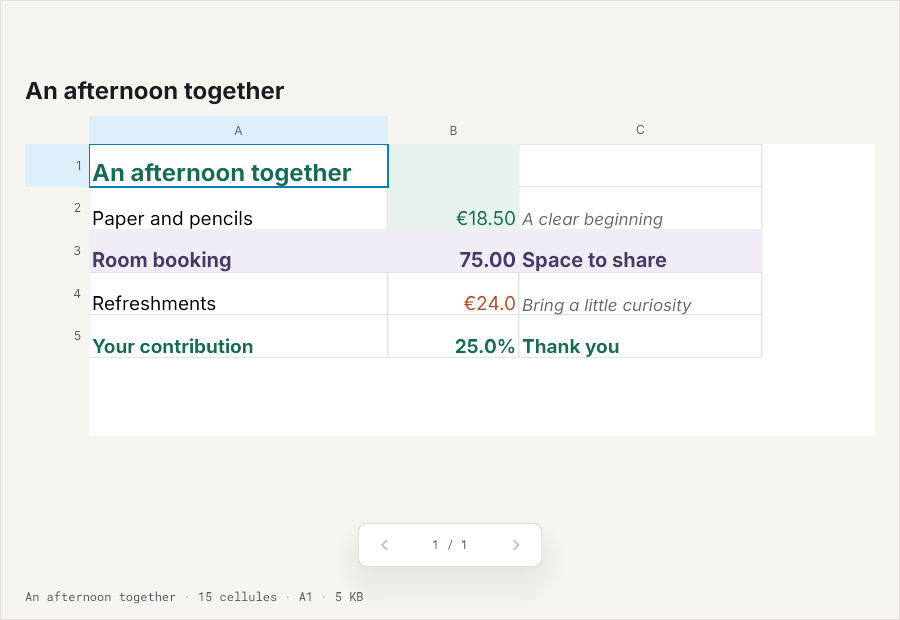 An afternoon together
A B C
1 An afternoon together
2 Paper and pencils €18.50 A clear beginning
3 Room booking 75.00 Space to share
4 Refreshments €24.0 Bring a little curiosity
5 Your contribution 25.0% Thank you
1 / 1
An afternoon together · 15 cellules · A1 · 5 KB